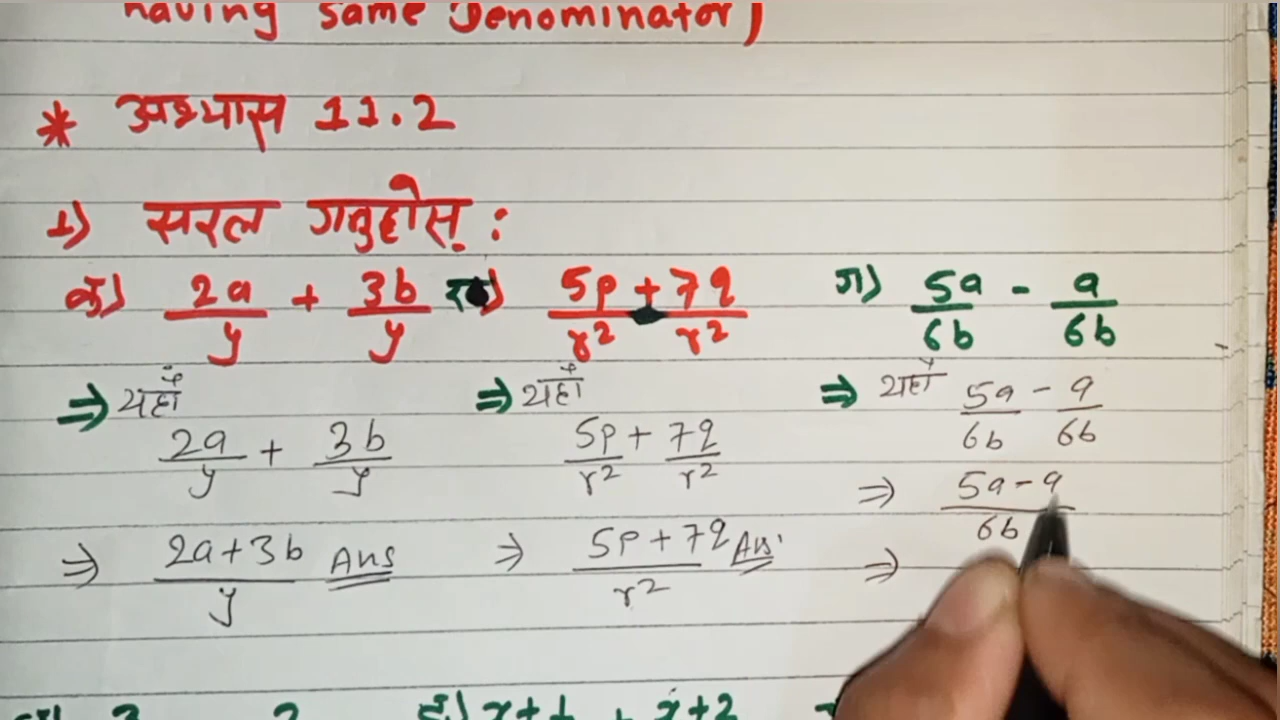 having same Denominator)
* अभ्यास 11.2
1) सरल गर्नुहोस् :
क) 2a/y + 3b/y ख) 5p/r² + 7q/r² ग) 5a/6b - a/6b
⇒ यहाँ ⇒ यहाँ ⇒ यहाँ 5a/6b - a/6b
2a/y + 3b/y 5p/r² + 7q/r²
⇒ (5a-a)/6b
⇒ (2a+3b)/y Ans ⇒ (5p+7q)/r² Ans. ⇒
x+1 + x+2